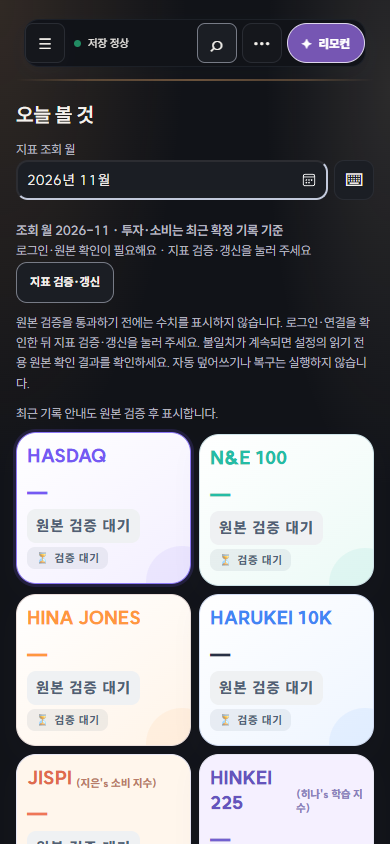 ☰ 저장 정상 ⌕ ••• ✦ 리모컨
오늘 볼 것
지표 조회 월
2026년 11월
조회 월 2026-11 · 투자·소비는 최근 확정 기록 기준
로그인·원본 확인이 필요해요 · 지표 검증·갱신을 눌러 주세요
지표 검증·갱신
원본 검증을 통과하기 전에는 수치를 표시하지 않습니다. 로그인·연결을 확
인한 뒤 지표 검증·갱신을 눌러 주세요. 불일치가 계속되면 설정의 읽기 전
용 원본 확인 결과를 확인하세요. 자동 덮어쓰기나 복구는 실행하지 않습니
다.
최근 기록 안내도 원본 검증 후 표시합니다.
HASDAQ
—
원본 검증 대기
⏳ 검증 대기
N&E 100
—
원본 검증 대기
⏳ 검증 대기
HINA JONES
—
원본 검증 대기
⏳ 검증 대기
HARUKEI 10K
—
원본 검증 대기
⏳ 검증 대기
JISPI (지은's 소비 지수)
—
원본 검증 대기
HINKEI
225
(히나's 학습 지
수)
—